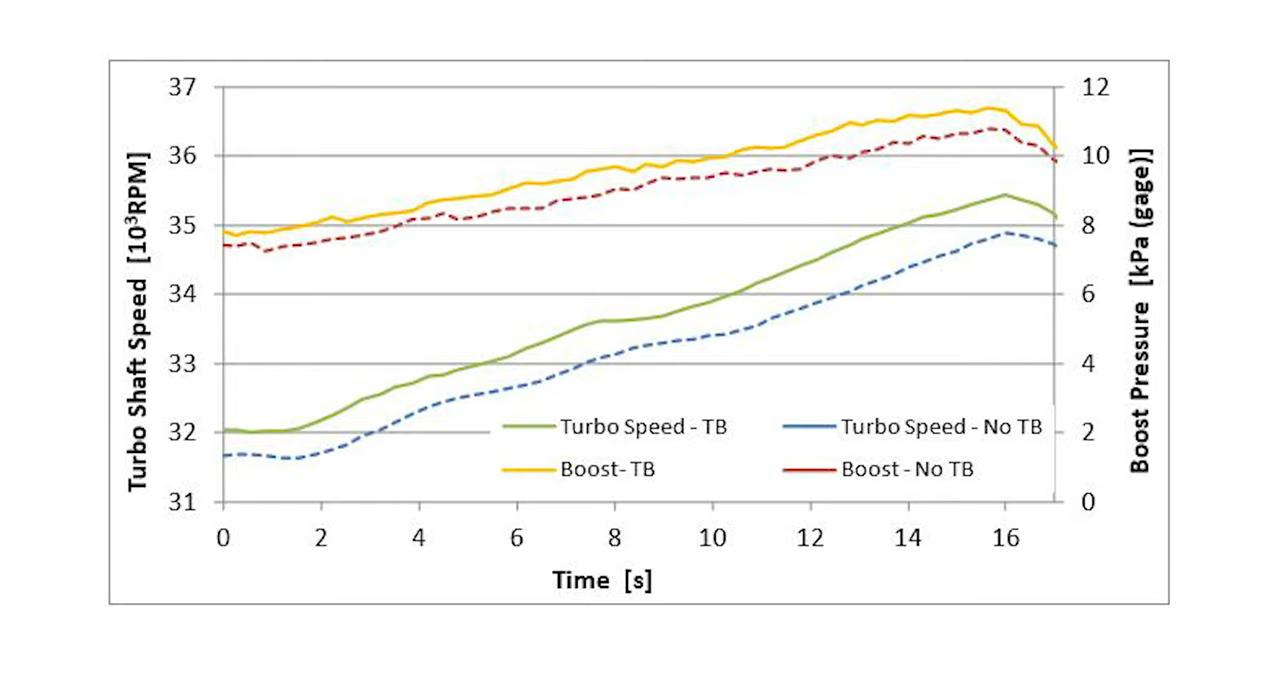 37
36
35
34
33
32
31
Turbo Shaft Speed [10³RPM]
12
10
8
6
4
2
0
Boost Pressure [kPa (gage)]
Turbo Speed - TB
Turbo Speed - No TB
Boost- TB
Boost - No TB
0 2 4 6 8 10 12 14 16
Time [s]